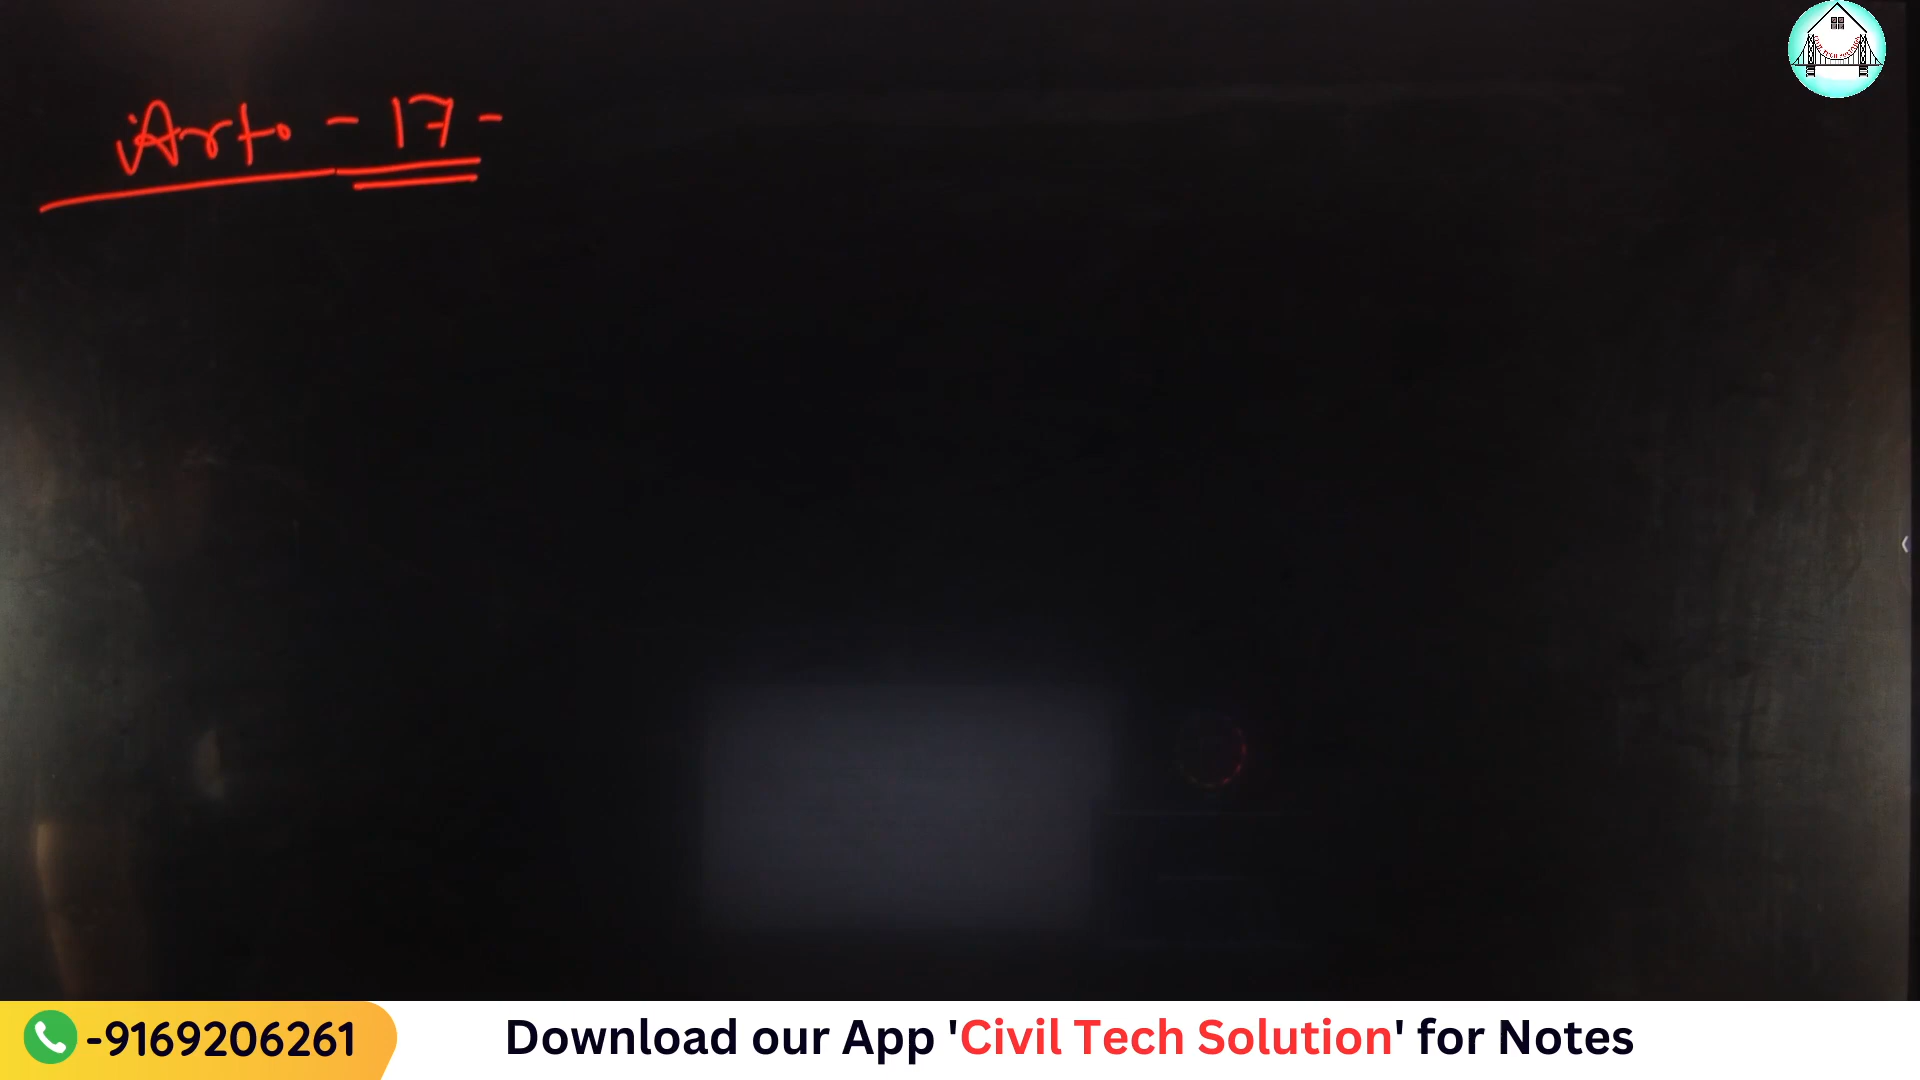 Art. - 17 -
-9169206261
Download our App 'Civil Tech Solution' for Notes